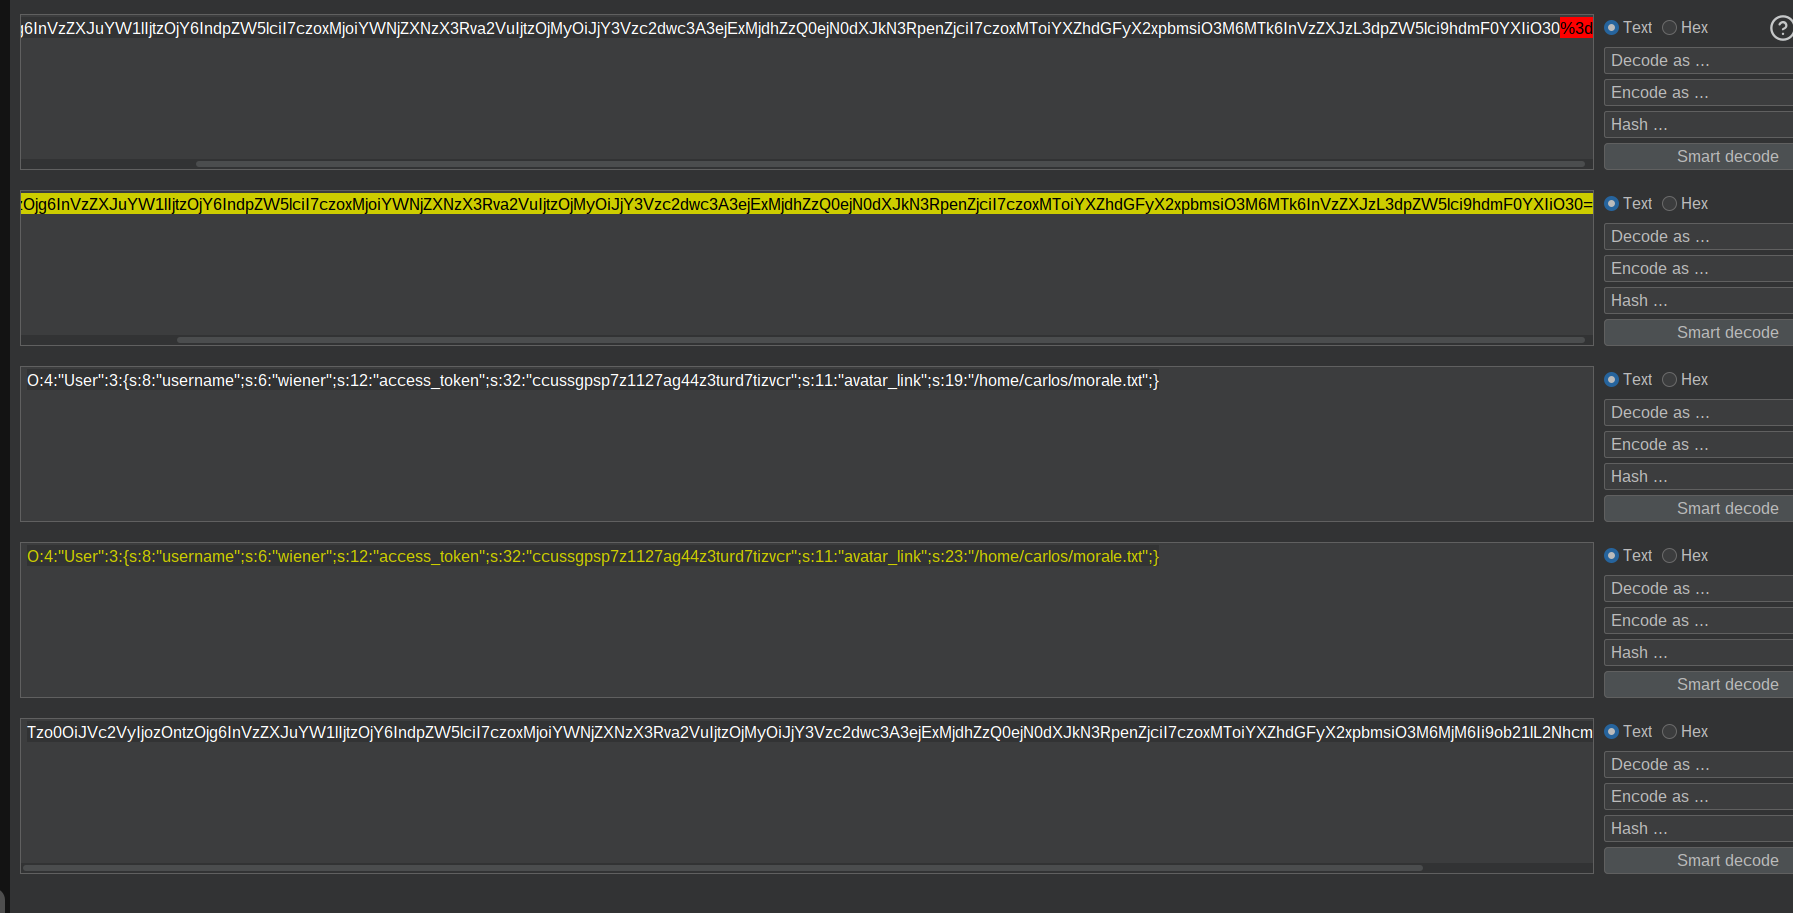 g6InVzZXJuYW1lIjtzOjY6IndpZW5lciI7czoxMjoiYWNjZXNzX3Rva2VuIjtzOjMyOiJjY3Vzc2dwc3A3ejExMjdhZzQ0ejN0dXJkN3RpenZjciI7czoxMToiYXZhdGFyX2xpbmsiO3M6MTk6InVzZXJzL3dpZW5lci9hdmF0YXIiO30%3d
Text Hex ?
Decode as ...
Encode as ...
Hash ...
Smart decode
:Ojg6InVzZXJuYW1lIjtzOjY6IndpZW5lciI7czoxMjoiYWNjZXNzX3Rva2VuIjtzOjMyOiJjY3Vzc2dwc3A3ejExMjdhZzQ0ejN0dXJkN3RpenZjciI7czoxMToiYXZhdGFyX2xpbmsiO3M6MTk6InVzZXJzL3dpZW5lci9hdmF0YXIiO30=
Text Hex
Decode as ...
Encode as ...
Hash ...
Smart decode
O:4:"User":3:{s:8:"username";s:6:"wiener";s:12:"access_token";s:32:"ccussgpsp7z1127ag44z3turd7tizvcr";s:11:"avatar_link";s:19:"/home/carlos/morale.txt";}
Text Hex
Decode as ...
Encode as ...
Hash ...
Smart decode
O:4:"User":3:{s:8:"username";s:6:"wiener";s:12:"access_token";s:32:"ccussgpsp7z1127ag44z3turd7tizvcr";s:11:"avatar_link";s:23:"/home/carlos/morale.txt";}
Text Hex
Decode as ...
Encode as ...
Hash ...
Smart decode
Tzo0OiJVc2VyIjozOntzOjg6InVzZXJuYW1lIjtzOjY6IndpZW5lciI7czoxMjoiYWNjZXNzX3Rva2VuIjtzOjMyOiJjY3Vzc2dwc3A3ejExMjdhZzQ0ejN0dXJkN3RpenZjciI7czoxMToiYXZhdGFyX2xpbmsiO3M6MjM6Ii9ob21lL2Nhcm
Text Hex
Decode as ...
Encode as ...
Hash ...
Smart decode